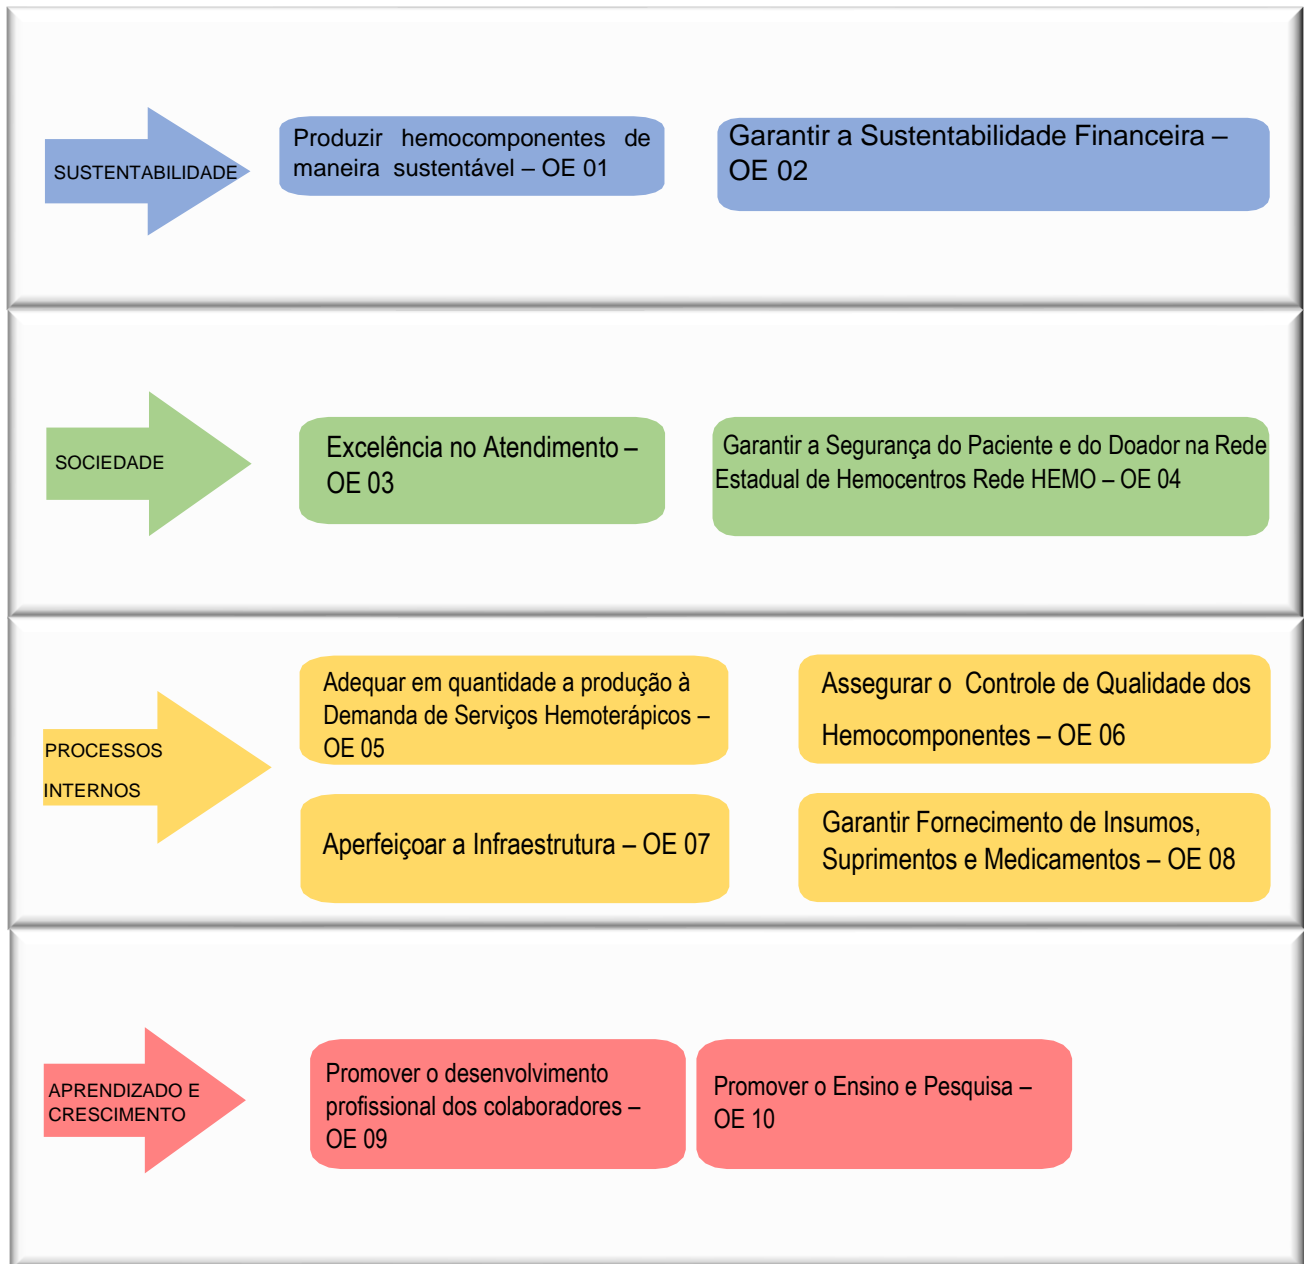 SUSTENTABILIDADE
Produzir hemocomponentes de
maneira sustentável – OE 01
Garantir a Sustentabilidade Financeira –
OE 02
SOCIEDADE
Excelência no Atendimento –
OE 03
Garantir a Segurança do Paciente e do Doador na Rede
Estadual de Hemocentros Rede HEMO – OE 04
PROCESSOS
INTERNOS
Adequar em quantidade a produção à
Demanda de Serviços Hemoterápicos –
OE 05
Assegurar o Controle de Qualidade dos
Hemocomponentes – OE 06
Aperfeiçoar a Infraestrutura – OE 07
Garantir Fornecimento de Insumos,
Suprimentos e Medicamentos – OE 08
APRENDIZADO E
CRESCIMENTO
Promover o desenvolvimento
profissional dos colaboradores –
OE 09
Promover o Ensino e Pesquisa –
OE 10